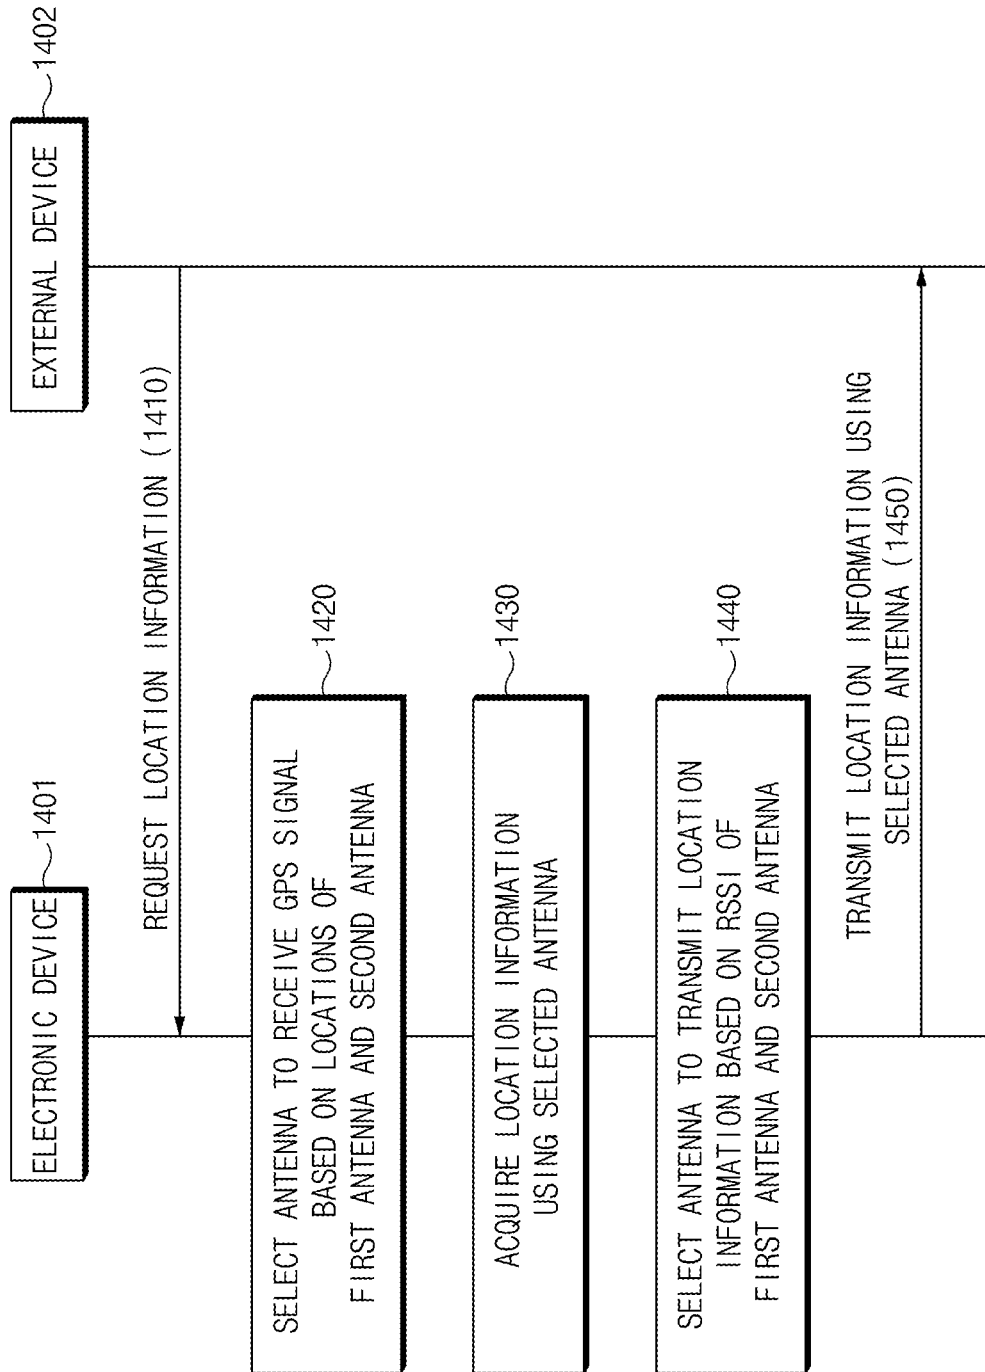 ELECTRONIC DEVICE
1401
EXTERNAL DEVICE
1402
REQUEST LOCATION INFORMATION (1410)
SELECT ANTENNA TO RECEIVE GPS SIGNAL
BASED ON LOCATIONS OF
FIRST ANTENNA AND SECOND ANTENNA
1420
ACQUIRE LOCATION INFORMATION
USING SELECTED ANTENNA
1430
SELECT ANTENNA TO TRANSMIT LOCATION
INFORMATION BASED ON RSSI OF
FIRST ANTENNA AND SECOND ANTENNA
1440
TRANSMIT LOCATION INFORMATION USING
SELECTED ANTENNA (1450)